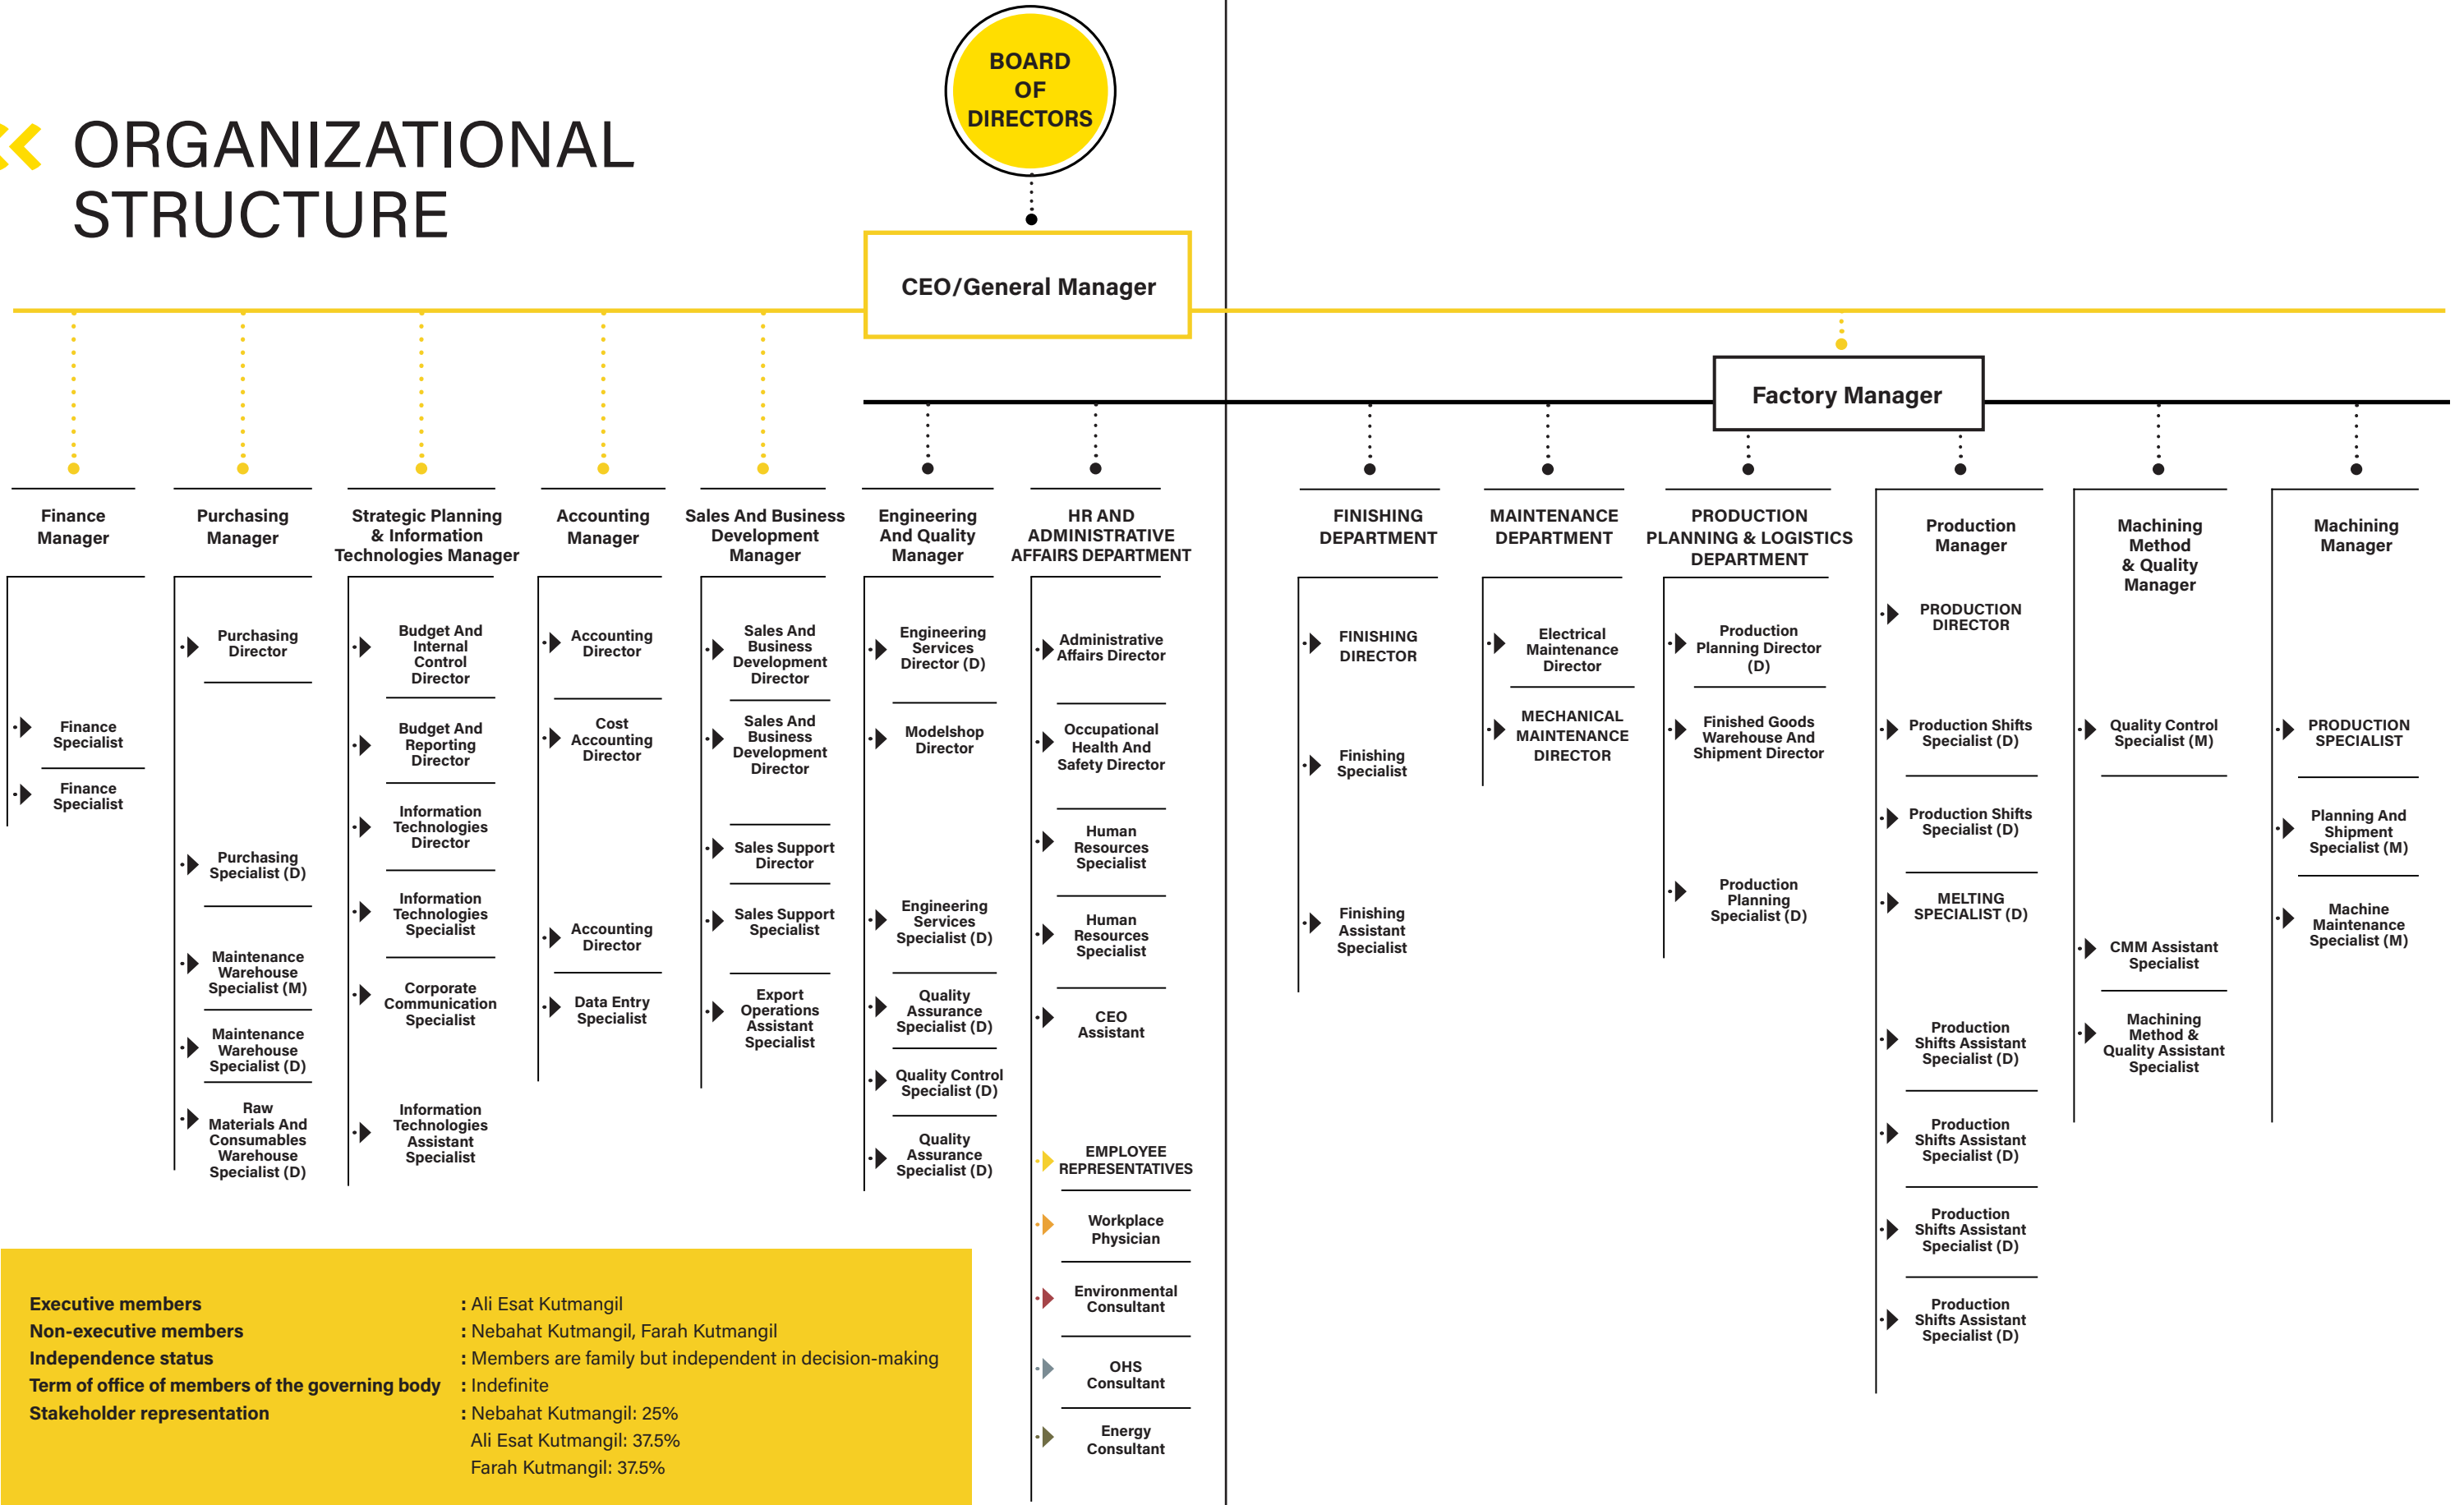 BOARD
OF
DIRECTORS
ORGANIZATIONAL
STRUCTURE
CEO/General Manager
Factory Manager
Finance
Manager
Finance
Specialist
Finance
Specialist
Purchasing
Manager
Purchasing
Director
Purchasing
Specialist (D)
Maintenance
Warehouse
Specialist (M)
Maintenance
Warehouse
Specialist (D)
Raw
Materials And
Consumables
Warehouse
Specialist (D)
Strategic Planning
& Information
Technologies Manager
Budget And
Internal
Control
Director
Budget And
Reporting
Director
Information
Technologies
Director
Information
Technologies
Specialist
Corporate
Communication
Specialist
Information
Technologies
Assistant
Specialist
Accounting
Manager
Accounting
Director
Cost
Accounting
Director
Accounting
Director
Data Entry
Specialist
Sales And Business
Development
Manager
Sales And
Business
Development
Director
Sales And
Business
Development
Director
Sales Support
Director
Sales Support
Specialist
Export
Operations
Assistant
Specialist
Engineering
And Quality
Manager
Engineering
Services
Director (D)
Modelshop
Director
Engineering
Services
Specialist (D)
Quality
Assurance
Specialist (D)
Quality Control
Specialist (D)
Quality
Assurance
Specialist (D)
HR AND
ADMINISTRATIVE
AFFAIRS DEPARTMENT
Administrative
Affairs Director
Occupational
Health And
Safety Director
Human
Resources
Specialist
Human
Resources
Specialist
CEO
Assistant
EMPLOYEE
REPRESENTATIVES
Workplace
Physician
Environmental
Consultant
OHS
Consultant
Energy
Consultant
FINISHING
DEPARTMENT
FINISHING
DIRECTOR
Finishing
Specialist
Finishing
Assistant
Specialist
MAINTENANCE
DEPARTMENT
Electrical
Maintenance
Director
MECHANICAL
MAINTENANCE
DIRECTOR
PRODUCTION
PLANNING & LOGISTICS
DEPARTMENT
Production
Planning Director
(D)
Finished Goods
Warehouse And
Shipment Director
Production
Planning
Specialist (D)
Production
Manager
PRODUCTION
DIRECTOR
Production Shifts
Specialist (D)
Production Shifts
Specialist (D)
MELTING
SPECIALIST (D)
Production
Shifts Assistant
Specialist (D)
Production
Shifts Assistant
Specialist (D)
Production
Shifts Assistant
Specialist (D)
Production
Shifts Assistant
Specialist (D)
Machining
Method
& Quality
Manager
Quality Control
Specialist (M)
CMM Assistant
Specialist
Machining
Method &
Quality Assistant
Specialist
Machining
Manager
PRODUCTION
SPECIALIST
Planning And
Shipment
Specialist (M)
Machine
Maintenance
Specialist (M)
Executive members : Ali Esat Kutmangil
Non-executive members : Nebahat Kutmangil, Farah Kutmangil
Independence status : Members are family but independent in decision-making
Term of office of members of the governing body : Indefinite
Stakeholder representation : Nebahat Kutmangil: 25%
Ali Esat Kutmangil: 37.5%
Farah Kutmangil: 37.5%